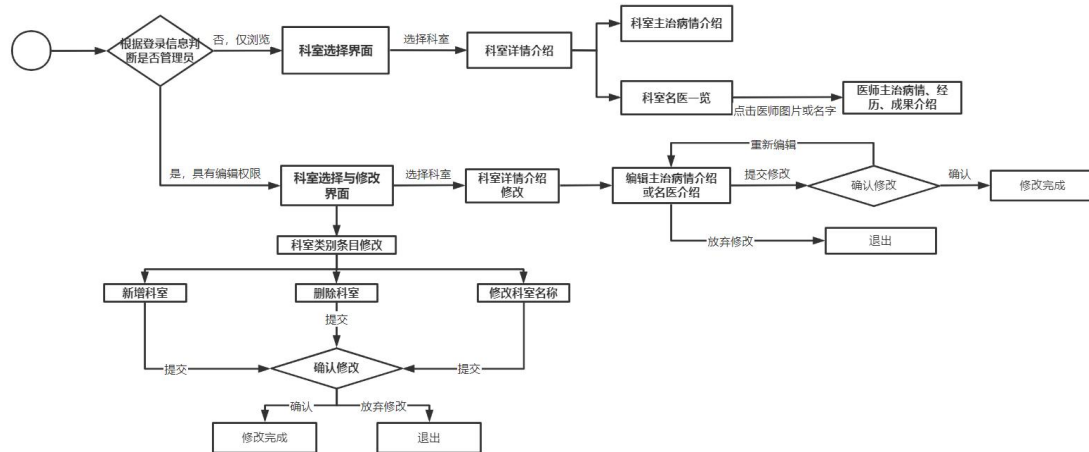 科室主治病情介绍
根据登录信息判
断是否管理员
否，仅浏览
科室选择界面
选择科室
科室详情介绍
科室名医一览
点击医师图片或名字
医师主治病情、经
历、成果介绍
重新编辑
是，具有编辑权限
科室选择与修改
界面
选择科室
科室详情介绍
修改
编辑主治病情介绍
或名医介绍
提交修改
确认修改
确认
修改完成
放弃修改
退出
科室类别条目修改
新增科室
删除科室
修改科室名称
提交
提交
确认修改
提交
确认
放弃修改
修改完成
退出